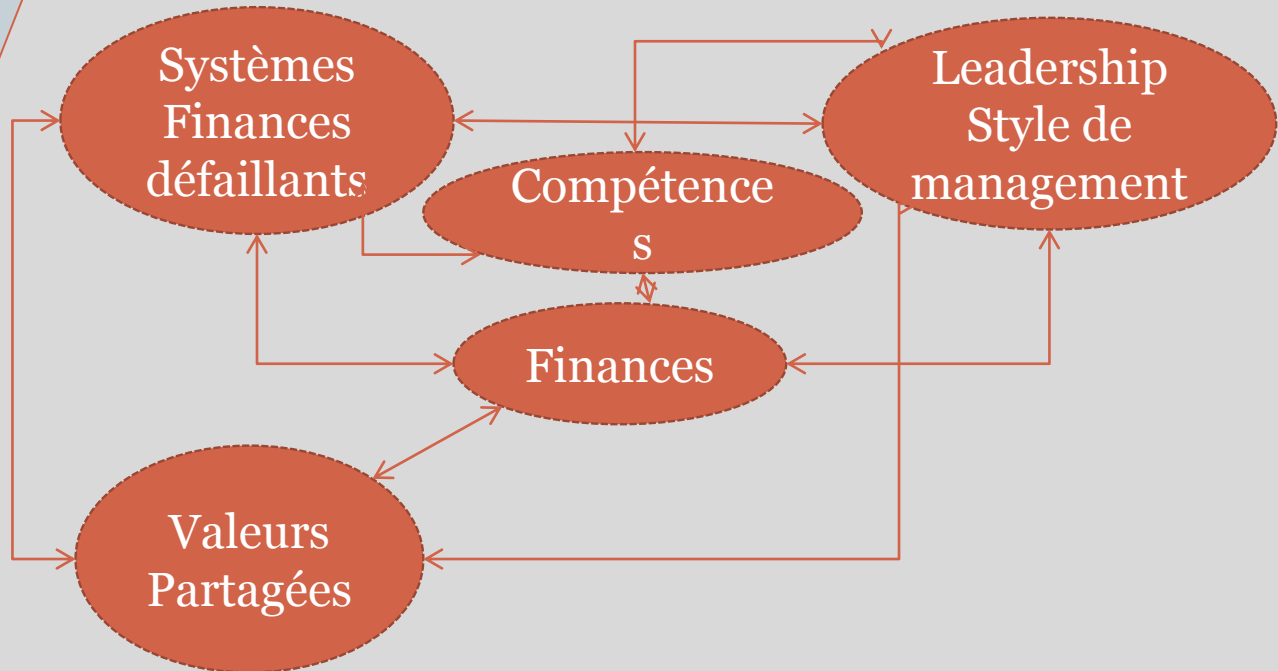 Systèmes
Finances
défaillants
Leadership
Style de
management
Compétence
s
Finances
Valeurs
Partagées